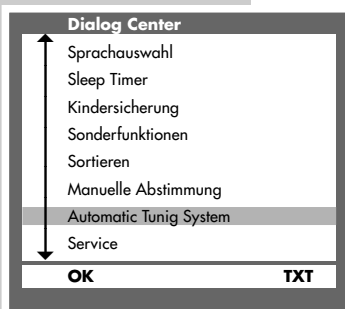 Dialog Center
Sprachauswahl
Sleep Timer
Kindersicherung
Sonderfunktionen
Sortieren
Manuelle Abstimmung
Automatic Tunig System
Service
OK TXT